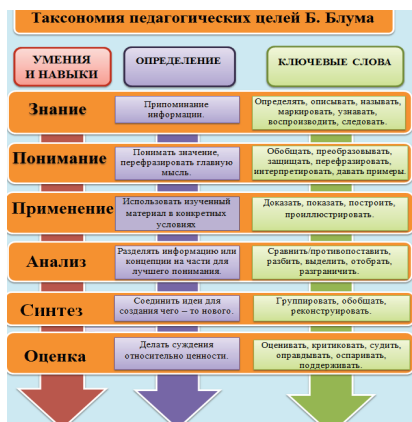 Таксономия педагогических целей Б. Блума
УМЕНИЯ
И НАВЫКИ
ОПРЕДЕЛЕНИЕ
КЛЮЧЕВЫЕ СЛОВА
Знание
Припоминание
информации.
Определять, описывать, называть,
маркировать, узнавать,
воспроизводить, следовать.
Понимание
Понимать значение,
перефразировать главную
мысль.
Обобщать, преобразовывать,
защищать, перефразировать,
интерпретировать, давать примеры.
Применение
Использовать изученный
материал в конкретных
условиях
Доказать, показать, построить,
проиллюстрировать.
Анализ
Разделять информацию или
концепции на части для
лучшего понимания.
Сравнить/противопоставить,
разбить, выделить, отобрать,
разграничить.
Синтез
Соединить идеи для
создания чего – то нового.
Группировать, обобщать,
реконструировать.
Оценка
Делать суждения
относительно ценности.
Оценивать, критиковать, судить,
оправдывать, оспаривать,
поддерживать.